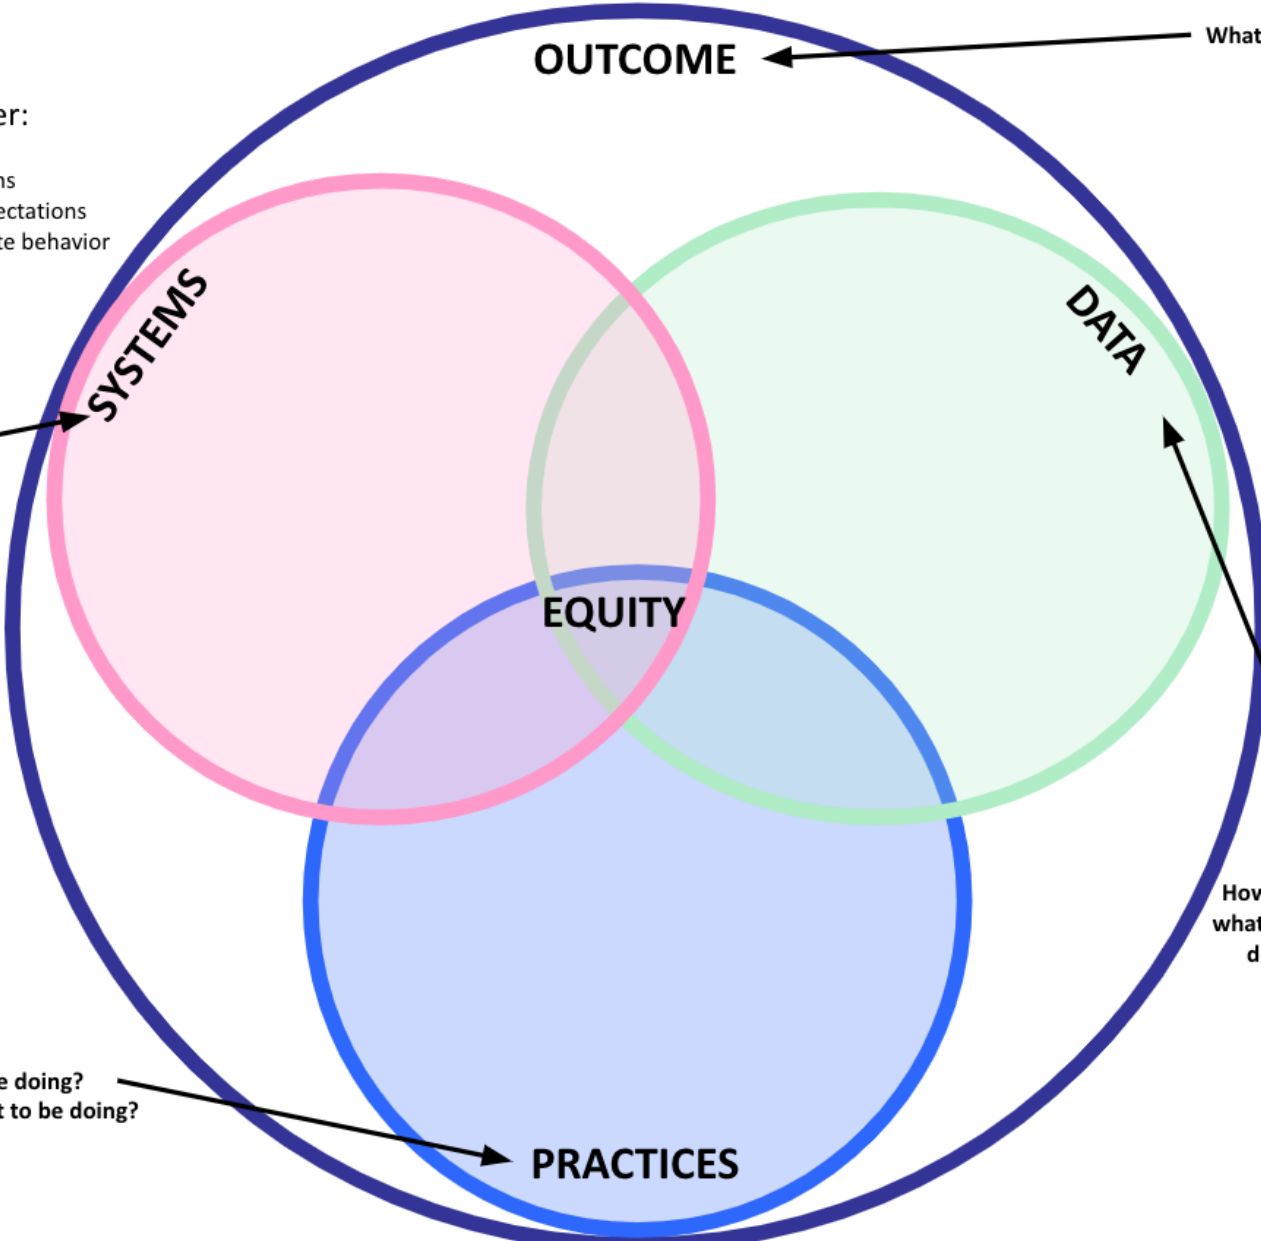 OUTCOME
What
er:
ns
ectations
te behavior
SYSTEMS
DATA
EQUITY
How
what
d
e doing?
t to be doing?
PRACTICES